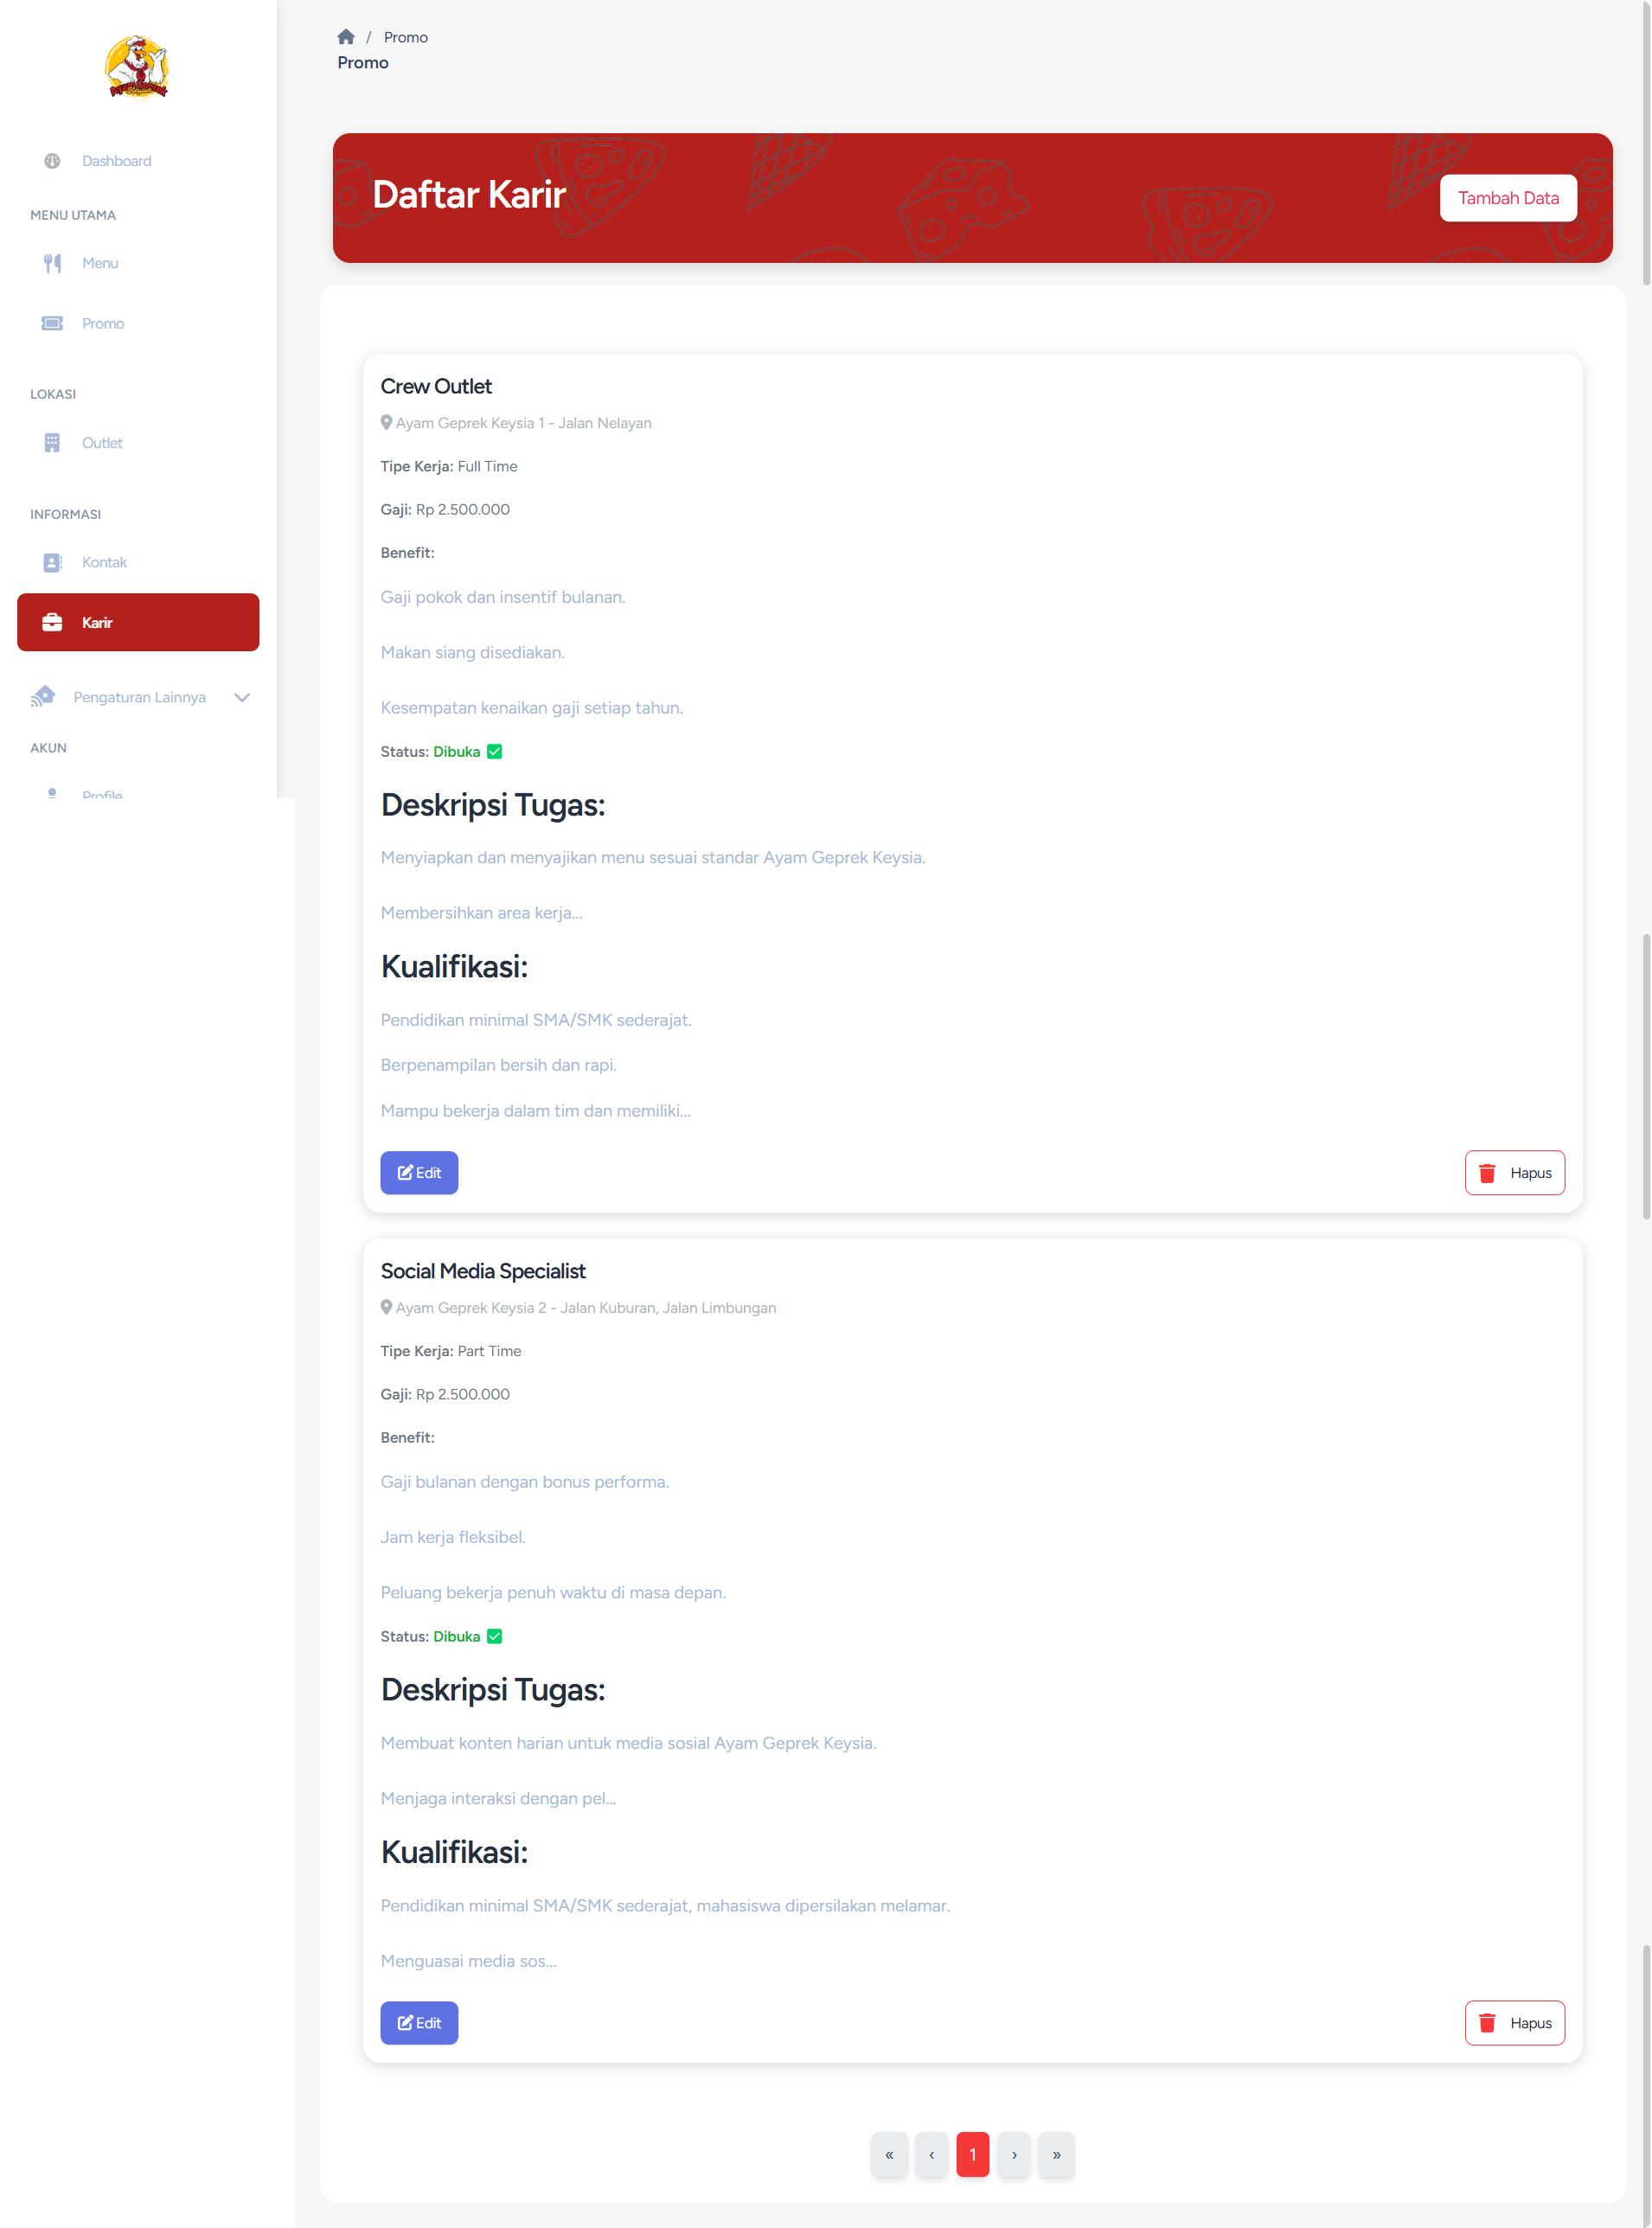 Dashboard
MENU UTAMA
Menu
Promo
LOKASI
Outlet
INFORMASI
Kontak
Karir
Pengaturan Lainnya
AKUN
Profile
/ Promo
Promo
Daftar Karir
Tambah Data
Crew Outlet
Ayam Geprek Keysia 1 - Jalan Nelayan
Tipe Kerja: Full Time
Gaji: Rp 2.500.000
Benefit:
Gaji pokok dan insentif bulanan.
Makan siang disediakan.
Kesempatan kenaikan gaji setiap tahun.
Status: Dibuka
Deskripsi Tugas:
Menyiapkan dan menyajikan menu sesuai standar Ayam Geprek Keysia.
Membersihkan area kerja...
Kualifikasi:
Pendidikan minimal SMA/SMK sederajat.
Berpenampilan bersih dan rapi.
Mampu bekerja dalam tim dan memiliki...
Edit
Hapus
Social Media Specialist
Ayam Geprek Keysia 2 - Jalan Kuburan, Jalan Limbungan
Tipe Kerja: Part Time
Gaji: Rp 2.500.000
Benefit:
Gaji bulanan dengan bonus performa.
Jam kerja fleksibel.
Peluang bekerja penuh waktu di masa depan.
Status: Dibuka
Deskripsi Tugas:
Membuat konten harian untuk media sosial Ayam Geprek Keysia.
Menjaga interaksi dengan pel...
Kualifikasi:
Pendidikan minimal SMA/SMK sederajat, mahasiswa dipersilakan melamar.
Menguasai media sos...
Edit
Hapus
« ‹ 1 › »